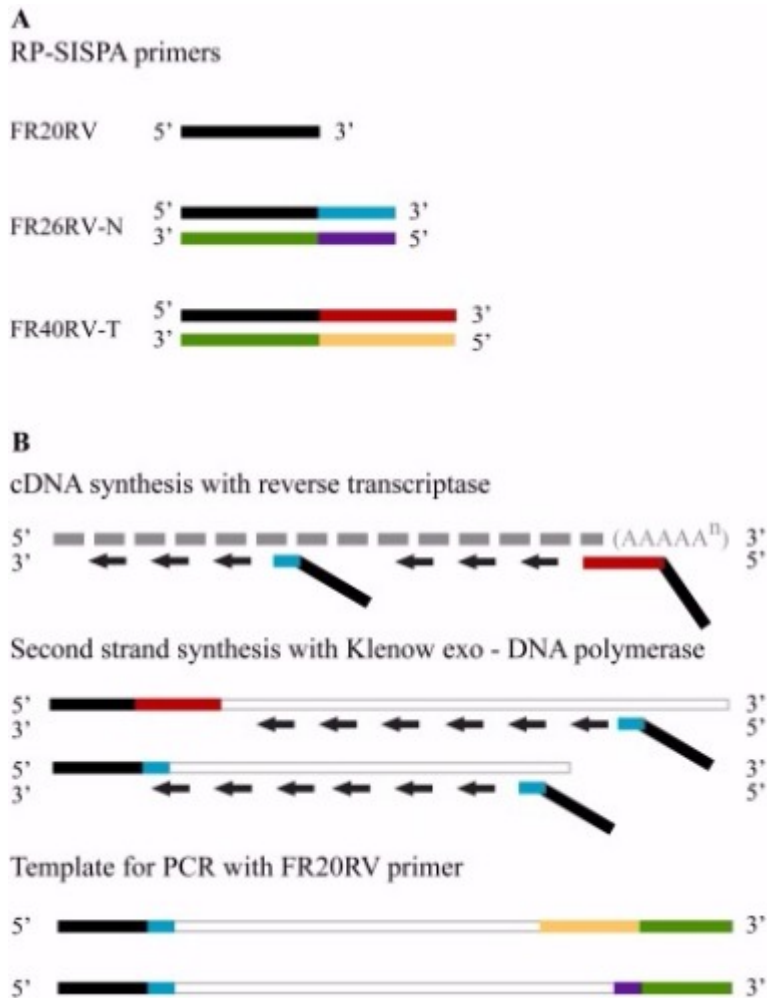 A
RP-SISPA primers
FR20RV 5’ 3’
5’ 3’
FR26RV-N
3’ 5’
5’ 3’
FR40RV-T
3’ 5’
B
cDNA synthesis with reverse transcriptase
5’ (AAAAAⁿ) 3’
3’ 5’
Second strand synthesis with Klenow exo - DNA polymerase
5’ 3’
3’ 5’
5’ 3’
3’ 5’
Template for PCR with FR20RV primer
5’ 3’
5’ 3’